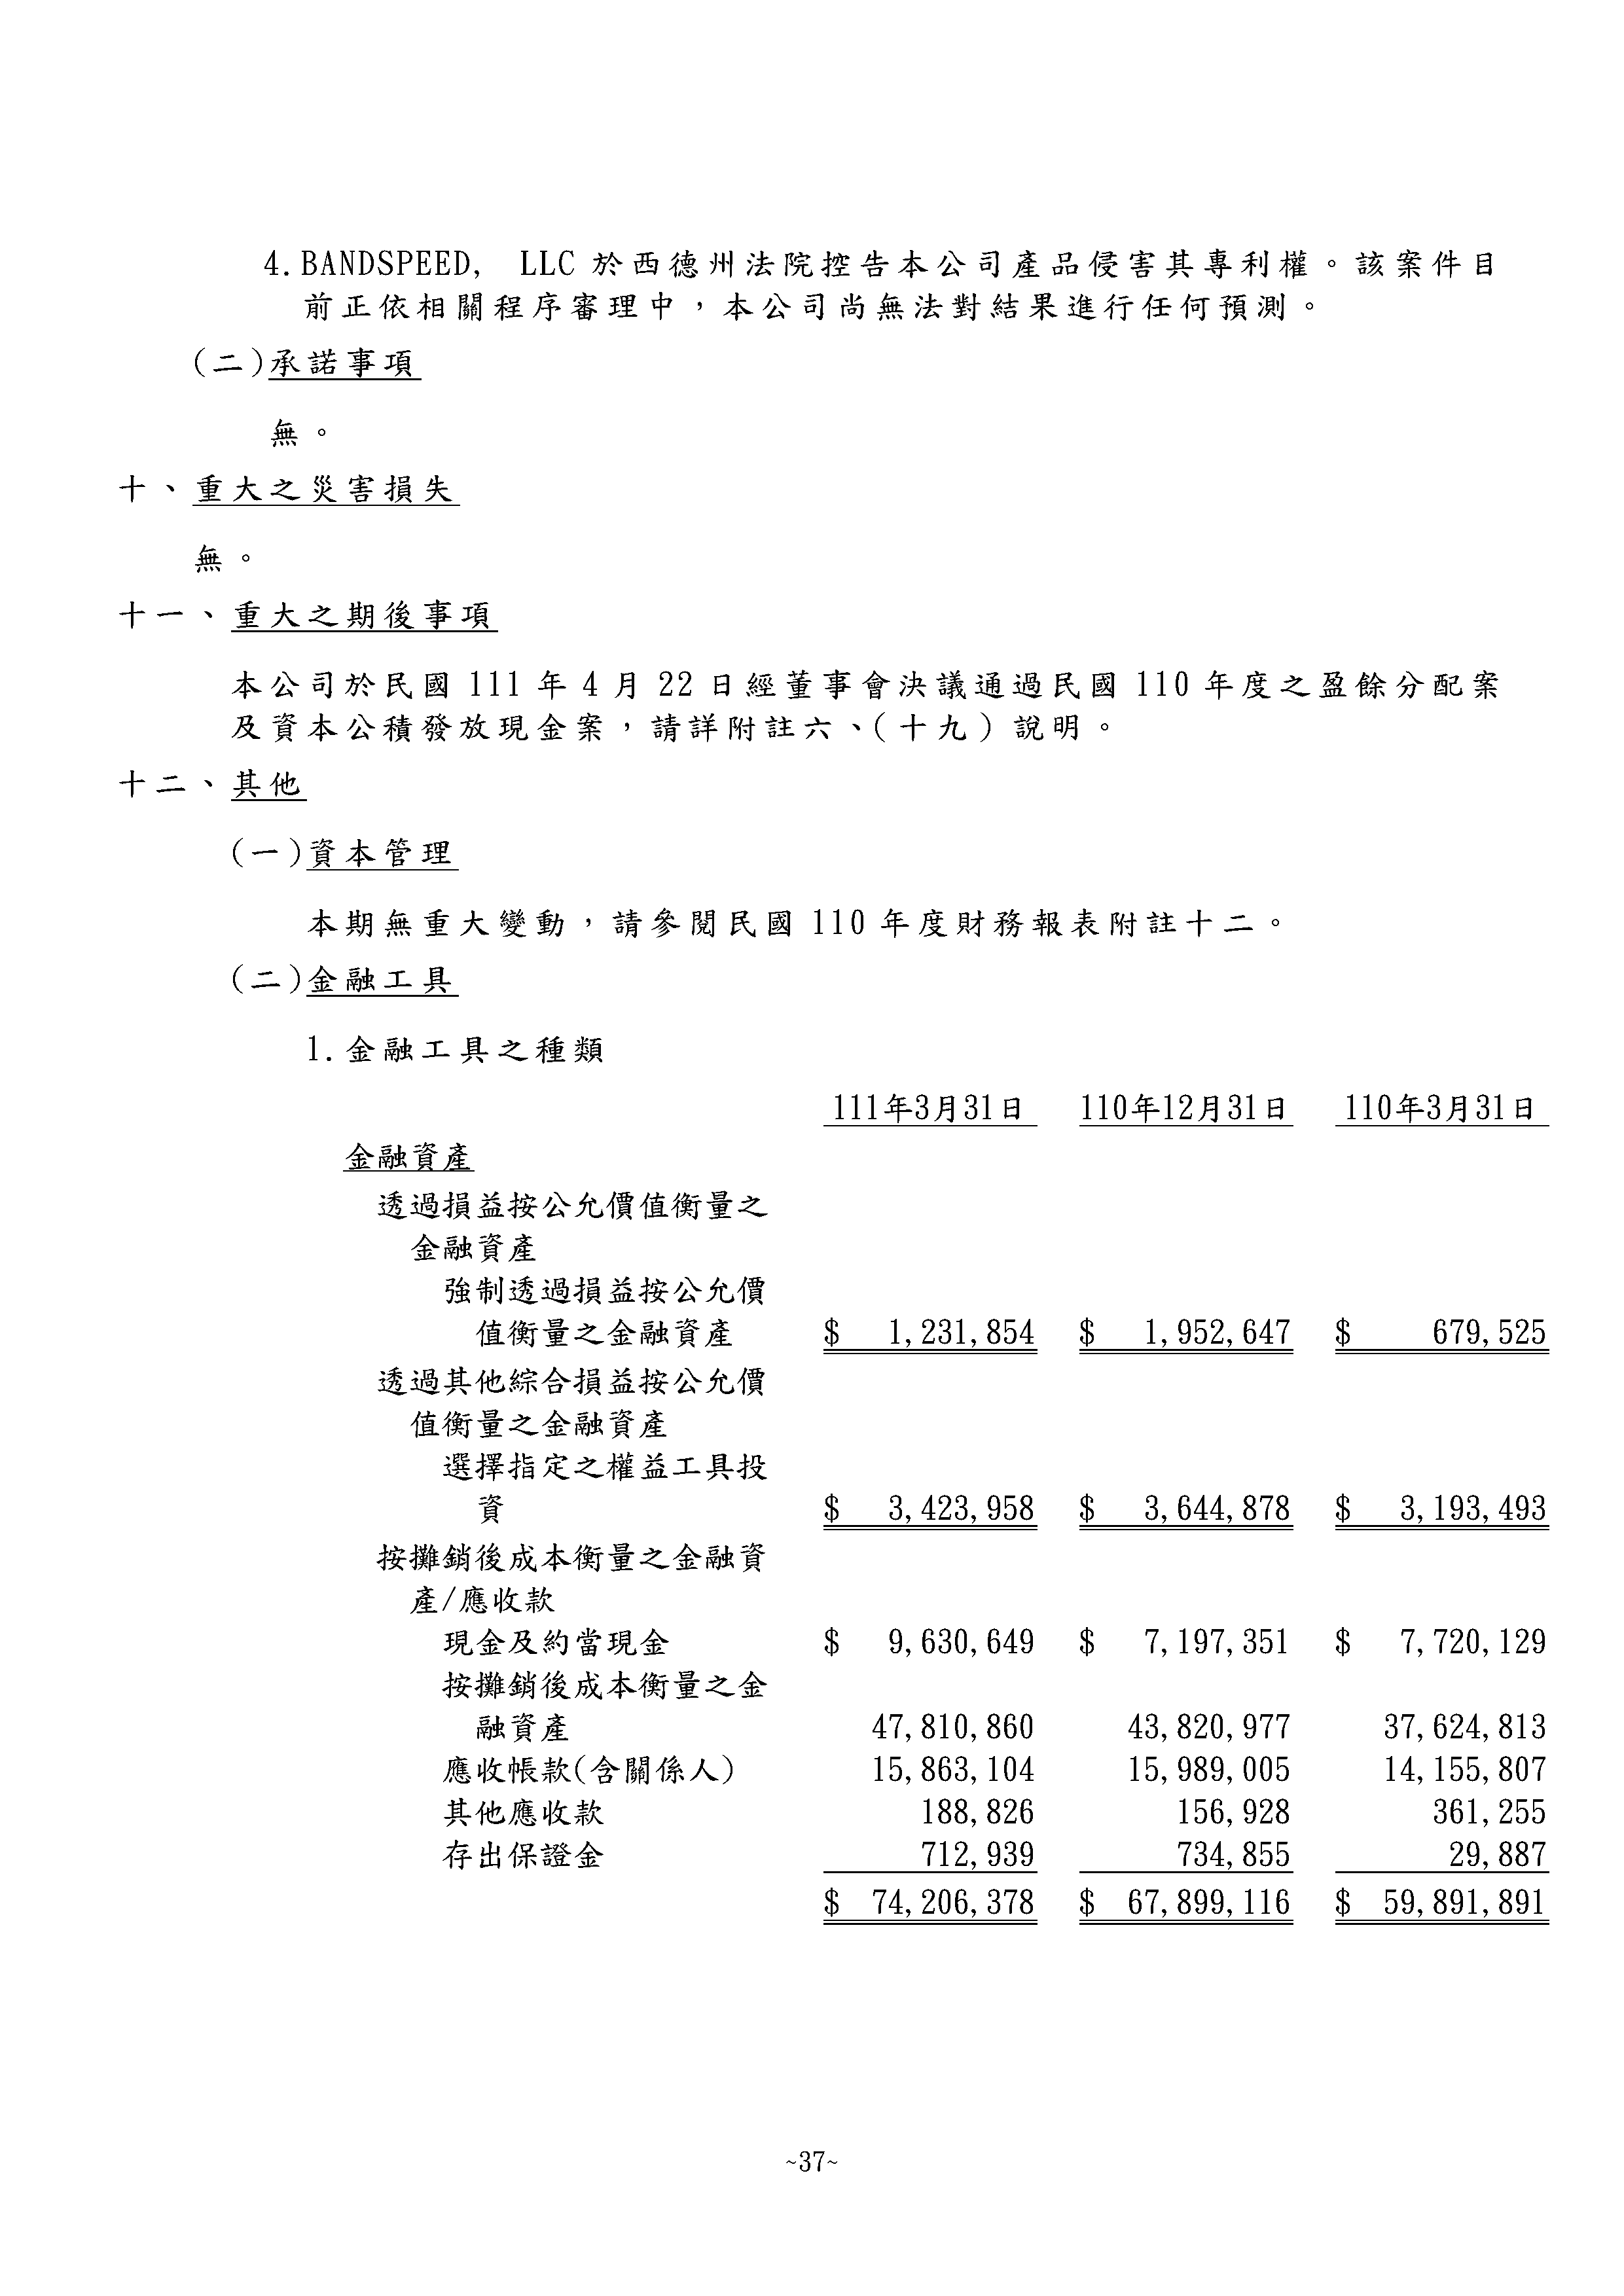 4.BANDSPEED, LLC 於西德州法院控告本公司產品侵害其專利權。該案件目
前正依相關程序審理中，本公司尚無法對結果進行任何預測。
(二)承諾事項
無。
十、重大之災害損失
無。
十一、重大之期後事項
本公司於民國 111 年 4 月 22 日經董事會決議通過民國 110 年度之盈餘分配案
及資本公積發放現金案，請詳附註六、(十九)說明。
十二、其他
(一)資本管理
本期無重大變動，請參閱民國 110 年度財務報表附註十二。
(二)金融工具
1.金融工具之種類
111年3月31日 110年12月31日 110年3月31日
金融資產
透過損益按公允價值衡量之
金融資產
強制透過損益按公允價
值衡量之金融資產 $ 1,231,854 $ 1,952,647 $ 679,525
透過其他綜合損益按公允價
值衡量之金融資產
選擇指定之權益工具投
資 $ 3,423,958 $ 3,644,878 $ 3,193,493
按攤銷後成本衡量之金融資
產/應收款
現金及約當現金 $ 9,630,649 $ 7,197,351 $ 7,720,129
按攤銷後成本衡量之金
融資產 47,810,860 43,820,977 37,624,813
應收帳款(含關係人) 15,863,104 15,989,005 14,155,807
其他應收款 188,826 156,928 361,255
存出保證金 712,939 734,855 29,887
$ 74,206,378 $ 67,899,116 $ 59,891,891
~37~